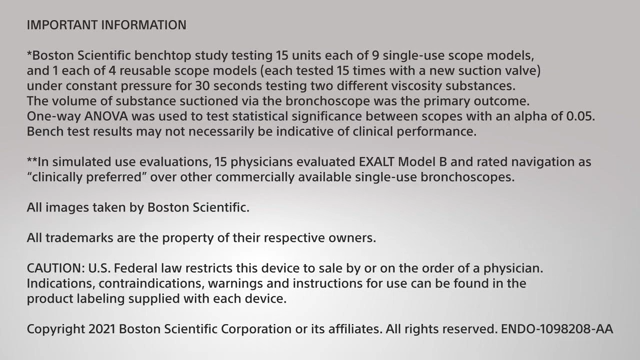 IMPORTANT INFORMATION
*Boston Scientific benchtop study testing 15 units each of 9 single-use scope models,
and 1 each of 4 reusable scope models (each tested 15 times with a new suction valve)
under constant pressure for 30 seconds testing two different viscosity substances.
The volume of substance suctioned via the bronchoscope was the primary outcome.
One-way ANOVA was used to test statistical significance between scopes with an alpha of 0.05.
Bench test results may not necessarily be indicative of clinical performance.
**In simulated use evaluations, 15 physicians evaluated EXALT Model B and rated navigation as
“clinically preferred” over other commercially available single-use bronchoscopes.
All images taken by Boston Scientific.
All trademarks are the property of their respective owners.
CAUTION: U.S. Federal law restricts this device to sale by or on the order of a physician.
Indications, contraindications, warnings and instructions for use can be found in the
product labeling supplied with each device.
Copyright 2021 Boston Scientific Corporation or its affiliates. All rights reserved. ENDO-1098208-AA